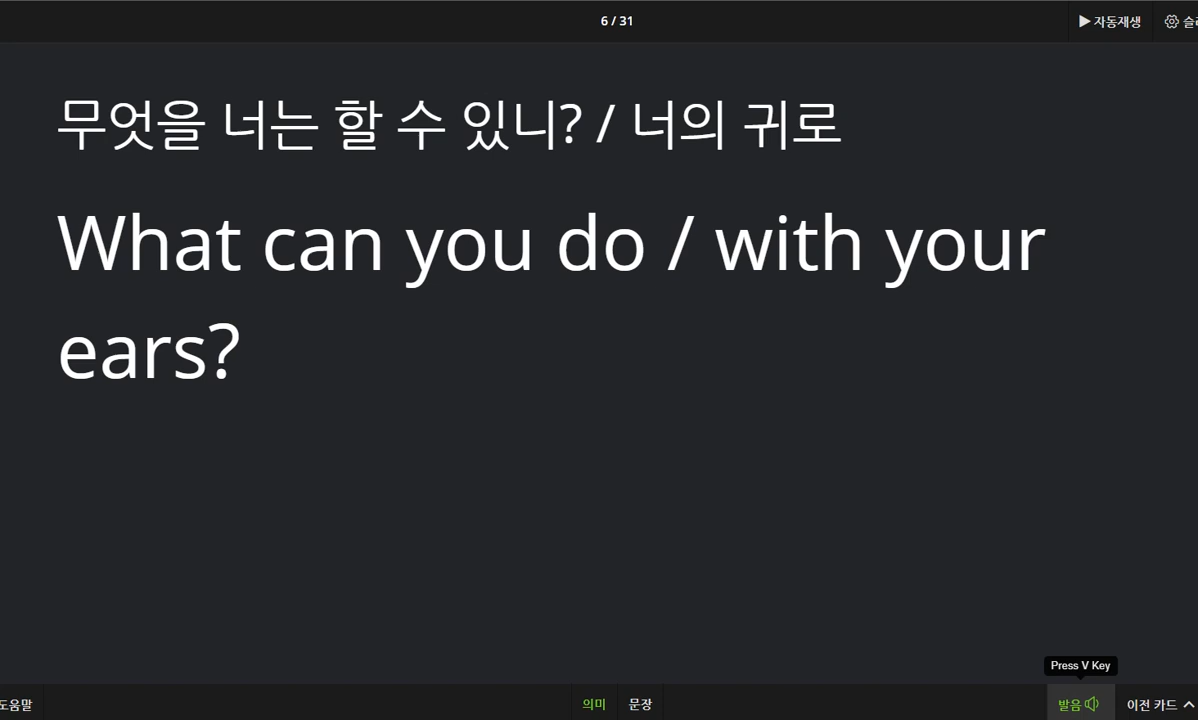 6 / 31
자동재생
무엇을 너는 할 수 있니? / 너의 귀로
What can you do / with your
ears?
Press V Key
도움말
의미
문장
발음
이전 카드